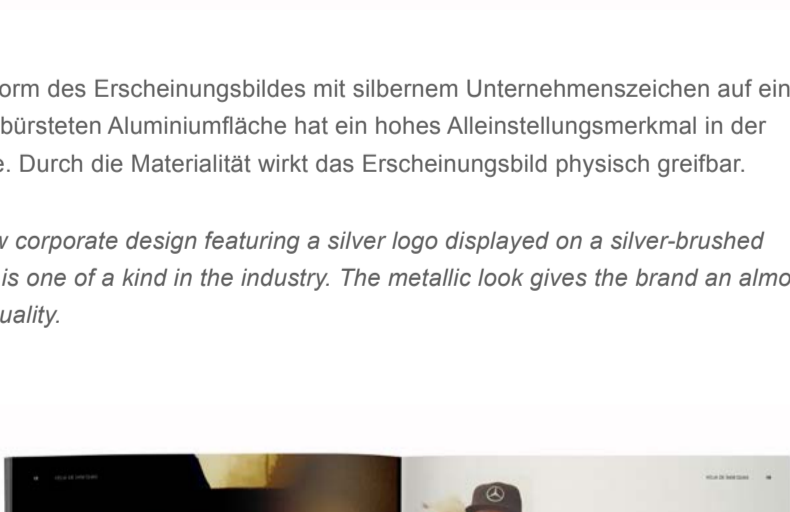 orm des Erscheinungsbildes mit silbernem Unternehmenszeichen auf ein
bürsteten Aluminiumfläche hat ein hohes Alleinstellungsmerkmal in der
e. Durch die Materialität wirkt das Erscheinungsbild physisch greifbar.
w corporate design featuring a silver logo displayed on a silver-brushed
is one of a kind in the industry. The metallic look gives the brand an almo
uality.